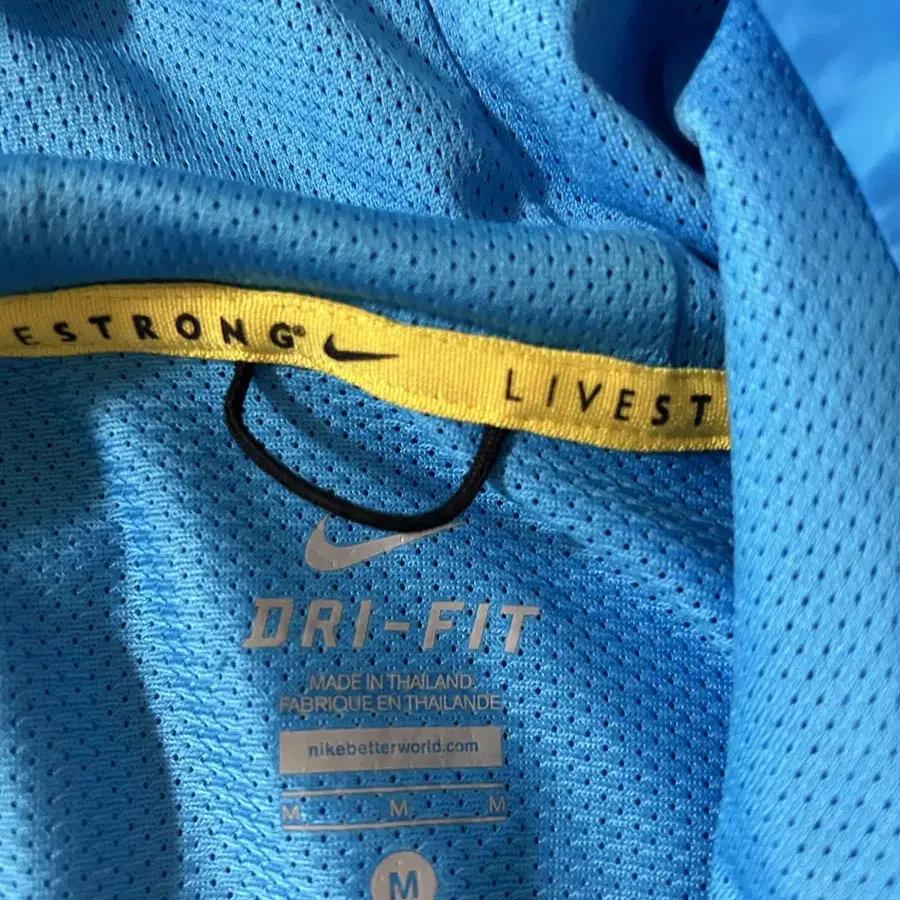 ESTRONG® LIVEST
DRI-FIT
MADE IN THAILAND.
FABRIQUE EN THAILANDE
nikebetterworld.com
M M M
M